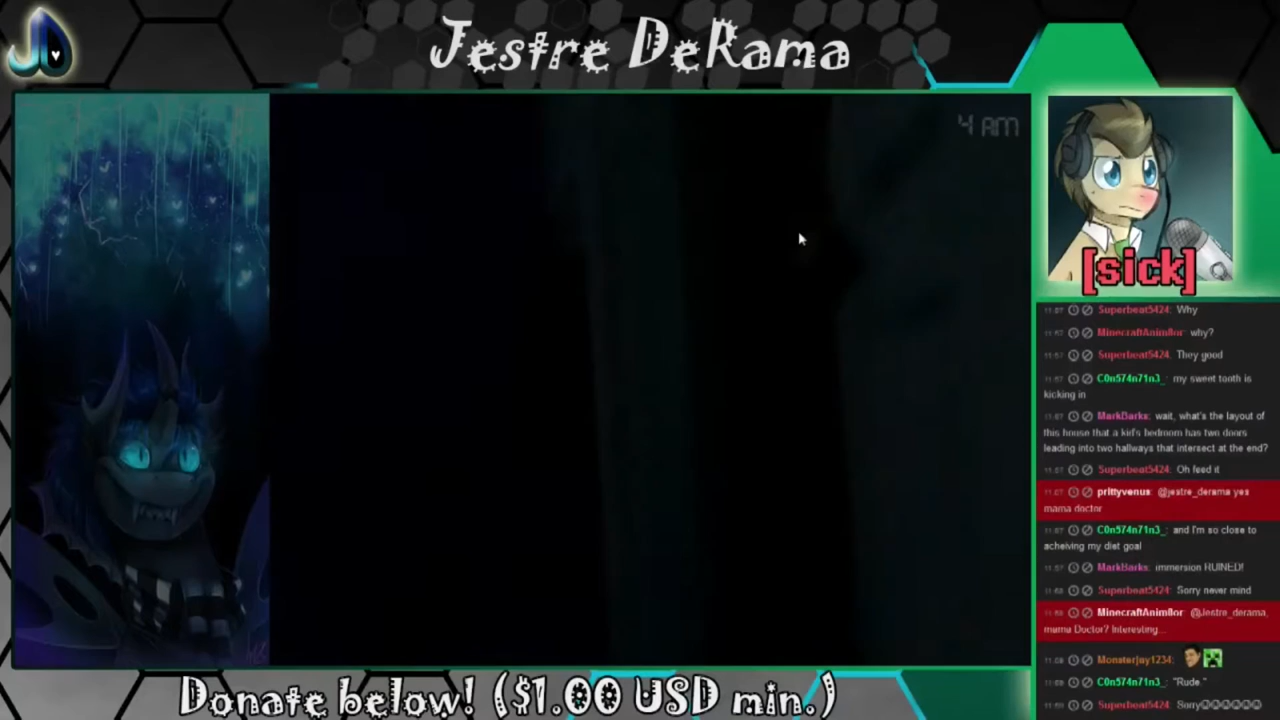 JD
Jestre DeRama
4 AM
[sick]
Superbeat5424: Why
MinecraftAnim8or: why?
Superbeat5424: They good
C0n574n71n3_: my sweet tooth is
kicking in
MarkBarks: wait, what's the layout of
this house that a kid's bedroom has two doors
leading into two hallways that intersect at the end?
Superbeat5424: Oh feed it
prittyvenus: @jestre_derama yes
mama doctor
C0n574n71n3_: and I'm so close to
acheiving my diet goal
MarkBarks: immersion RUINED!
Superbeat5424: Sorry never mind
MinecraftAnim8or: @Jestre_derama,
mama Doctor? Interesting...
MonsterJay1234:
C0n574n71n3_: "Rude."
Superbeat5424: Sorry
Donate below! ($1.00 USD min.)